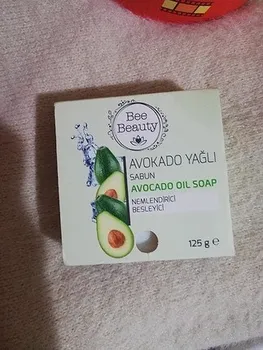 Bee
Beauty
AVOKADO YAĞLI
SABUN
AVOCADO OIL SOAP
NEMLENDİRİCİ
BESLEYİCİ
125 g e